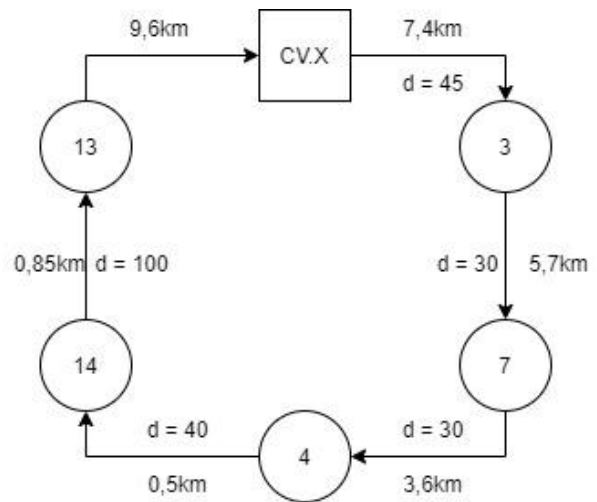 9,6km
CV.X
7,4km
d = 45
13
3
0,85km d = 100
d = 30
5,7km
14
7
d = 40
4
d = 30
0,5km
3,6km